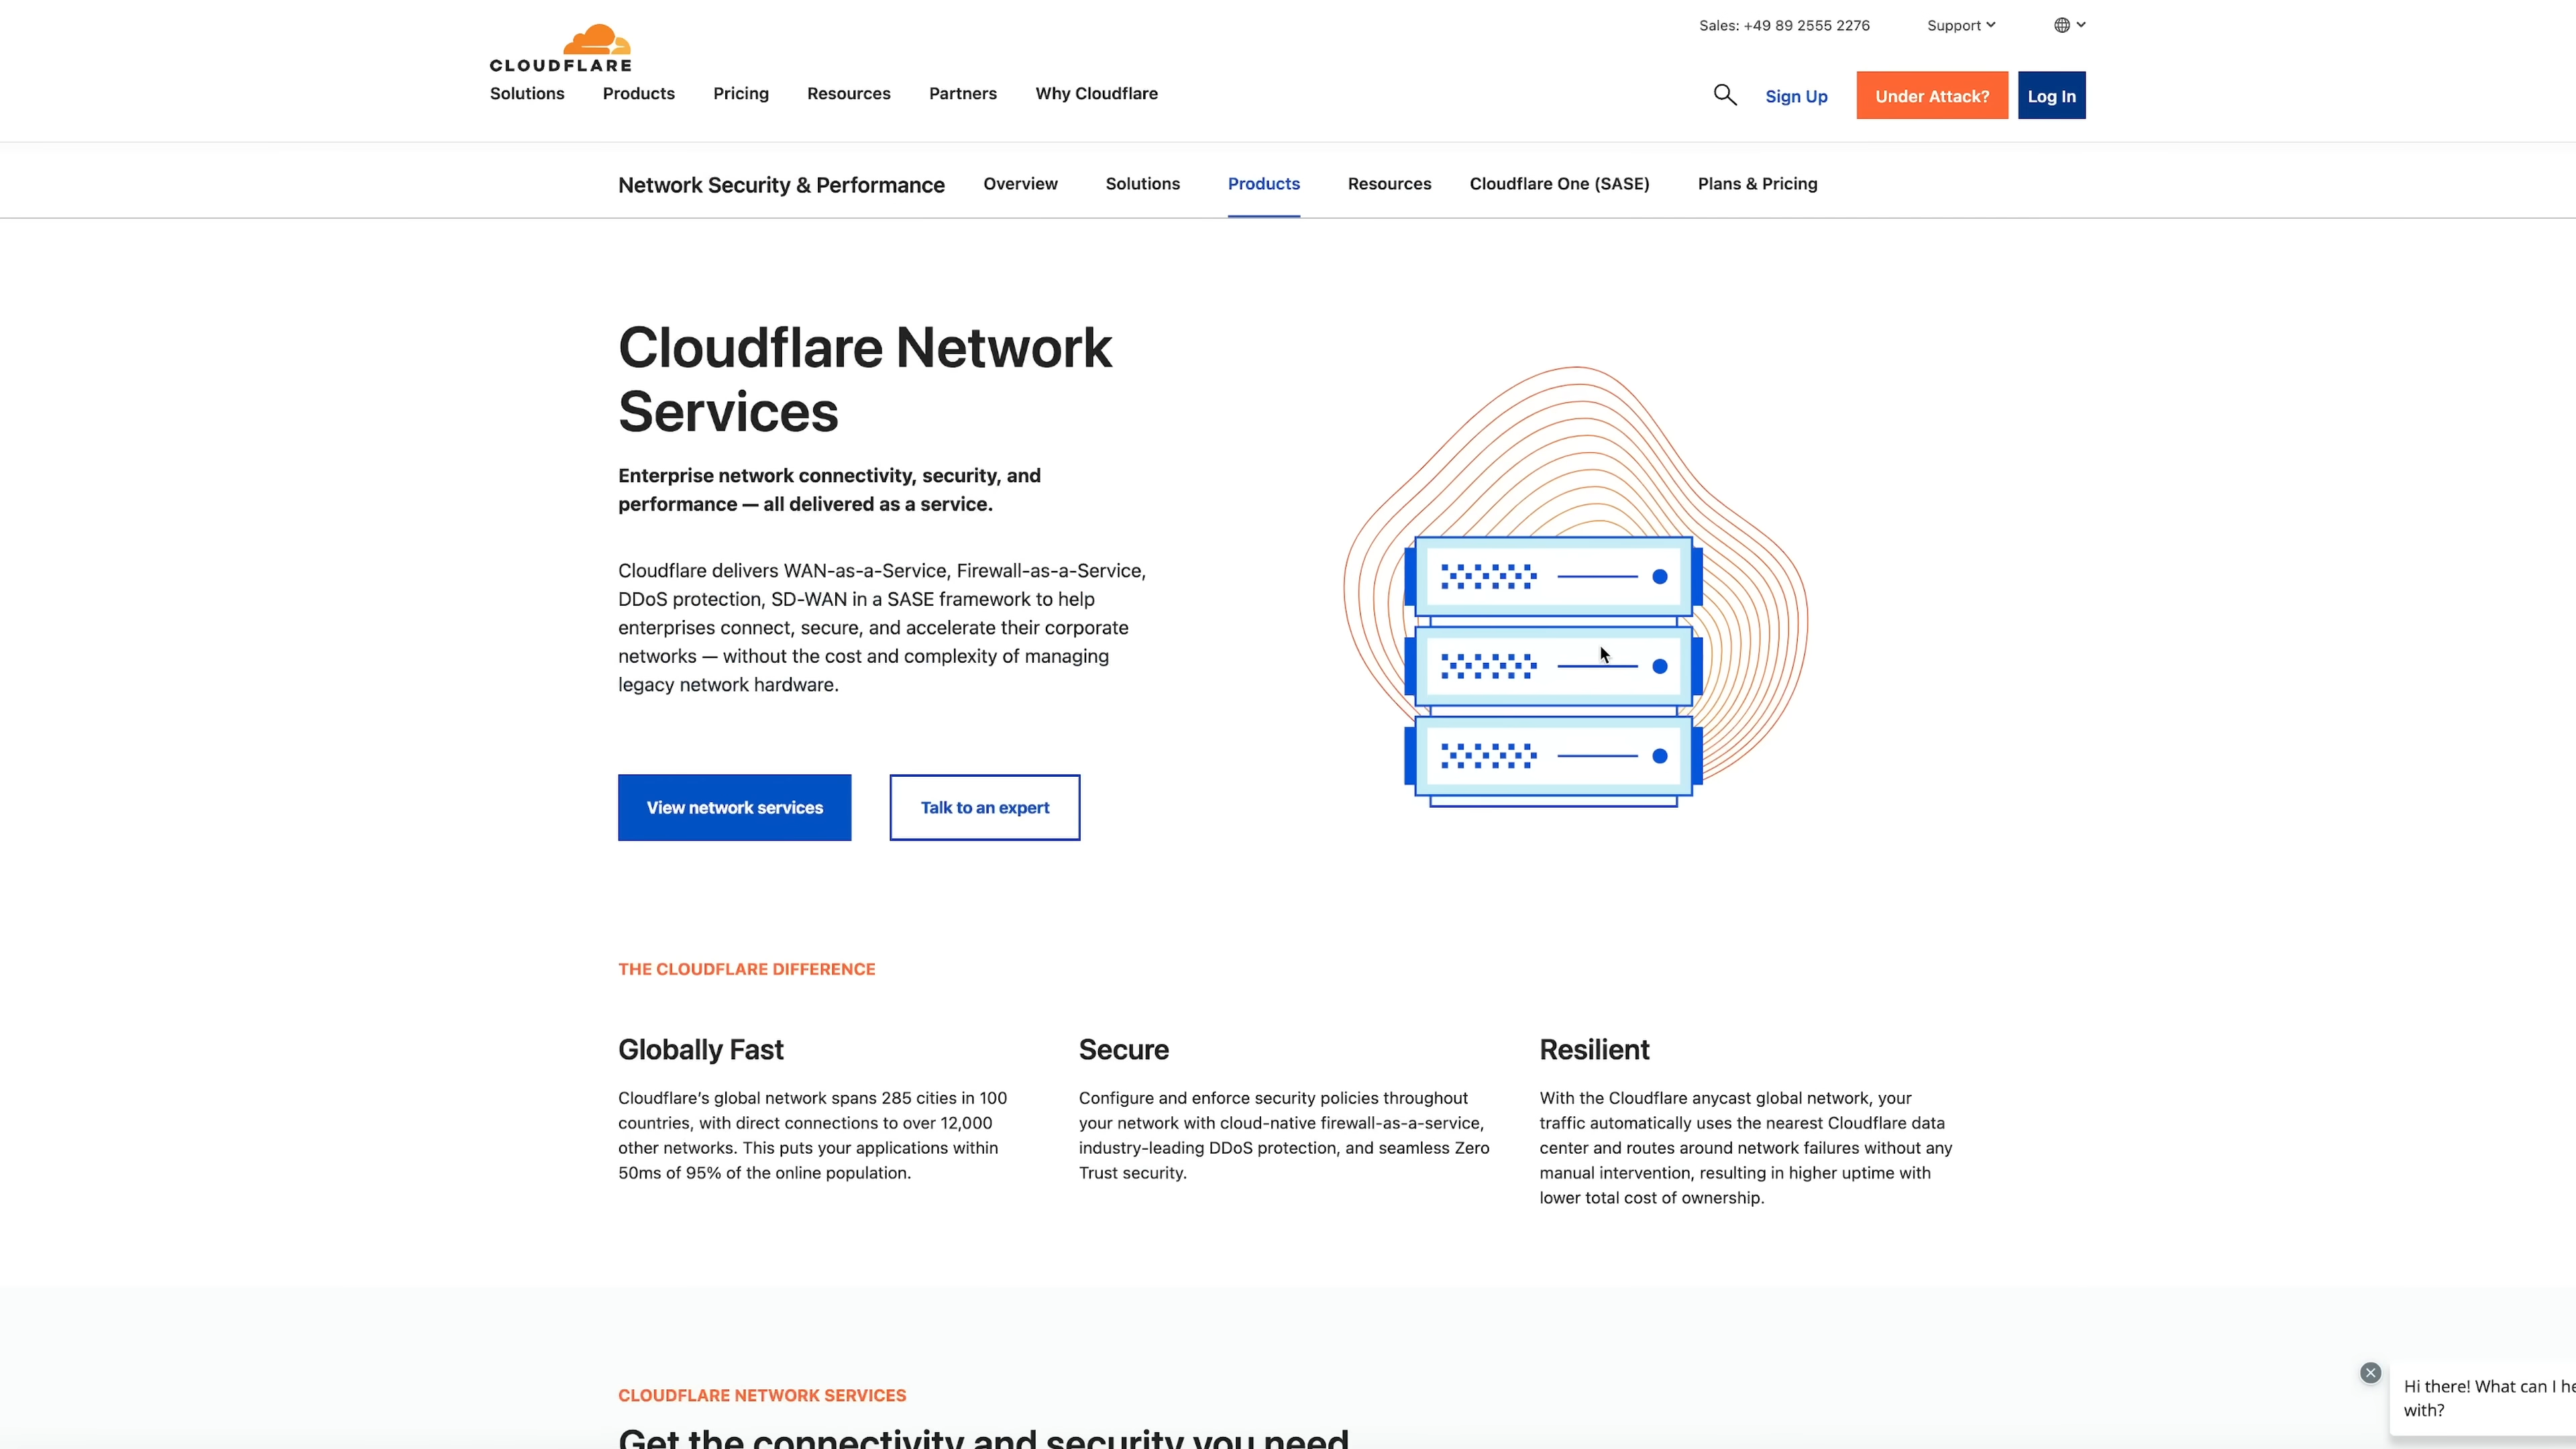 Sales: +49 89 2555 2276
Support
CLOUDFLARE
Solutions Products Pricing Resources Partners Why Cloudflare
Sign Up
Under Attack?
Log In
Network Security & Performance
Overview
Solutions
Products
Resources
Cloudflare One (SASE)
Plans & Pricing
Cloudflare Network
Services
Enterprise network connectivity, security, and
performance — all delivered as a service.
Cloudflare delivers WAN-as-a-Service, Firewall-as-a-Service,
DDoS protection, SD-WAN in a SASE framework to help
enterprises connect, secure, and accelerate their corporate
networks — without the cost and complexity of managing
legacy network hardware.
View network services
Talk to an expert
THE CLOUDFLARE DIFFERENCE
Globally Fast
Cloudflare's global network spans 285 cities in 100
countries, with direct connections to over 12,000
other networks. This puts your applications within
50ms of 95% of the online population.
Secure
Configure and enforce security policies throughout
your network with cloud-native firewall-as-a-service,
industry-leading DDoS protection, and seamless Zero
Trust security.
Resilient
With the Cloudflare anycast global network, your
traffic automatically uses the nearest Cloudflare data
center and routes around network failures without any
manual intervention, resulting in higher uptime with
lower total cost of ownership.
CLOUDFLARE NETWORK SERVICES
Get the connectivity and security you need
Hi there! What can I
with?